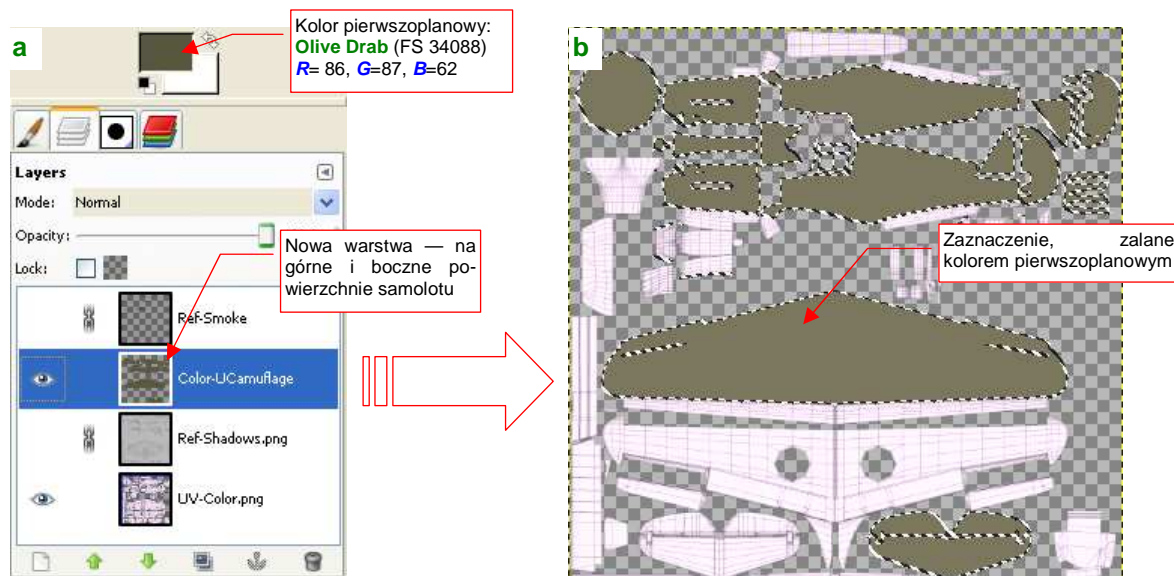 a
Kolor pierwszoplanowy:
Olive Drab (FS 34088)
R= 86, G=87, B=62
Layers
Mode: Normal
Opacity:
Lock:
Nowa warstwa — na
górne i boczne po-
wierzchnie samolotu
Ref-Smoke
Color-UCamuflage
Ref-Shadows.png
UV-Color.png
b
Zaznaczenie, zalane
kolorem pierwszoplanowym